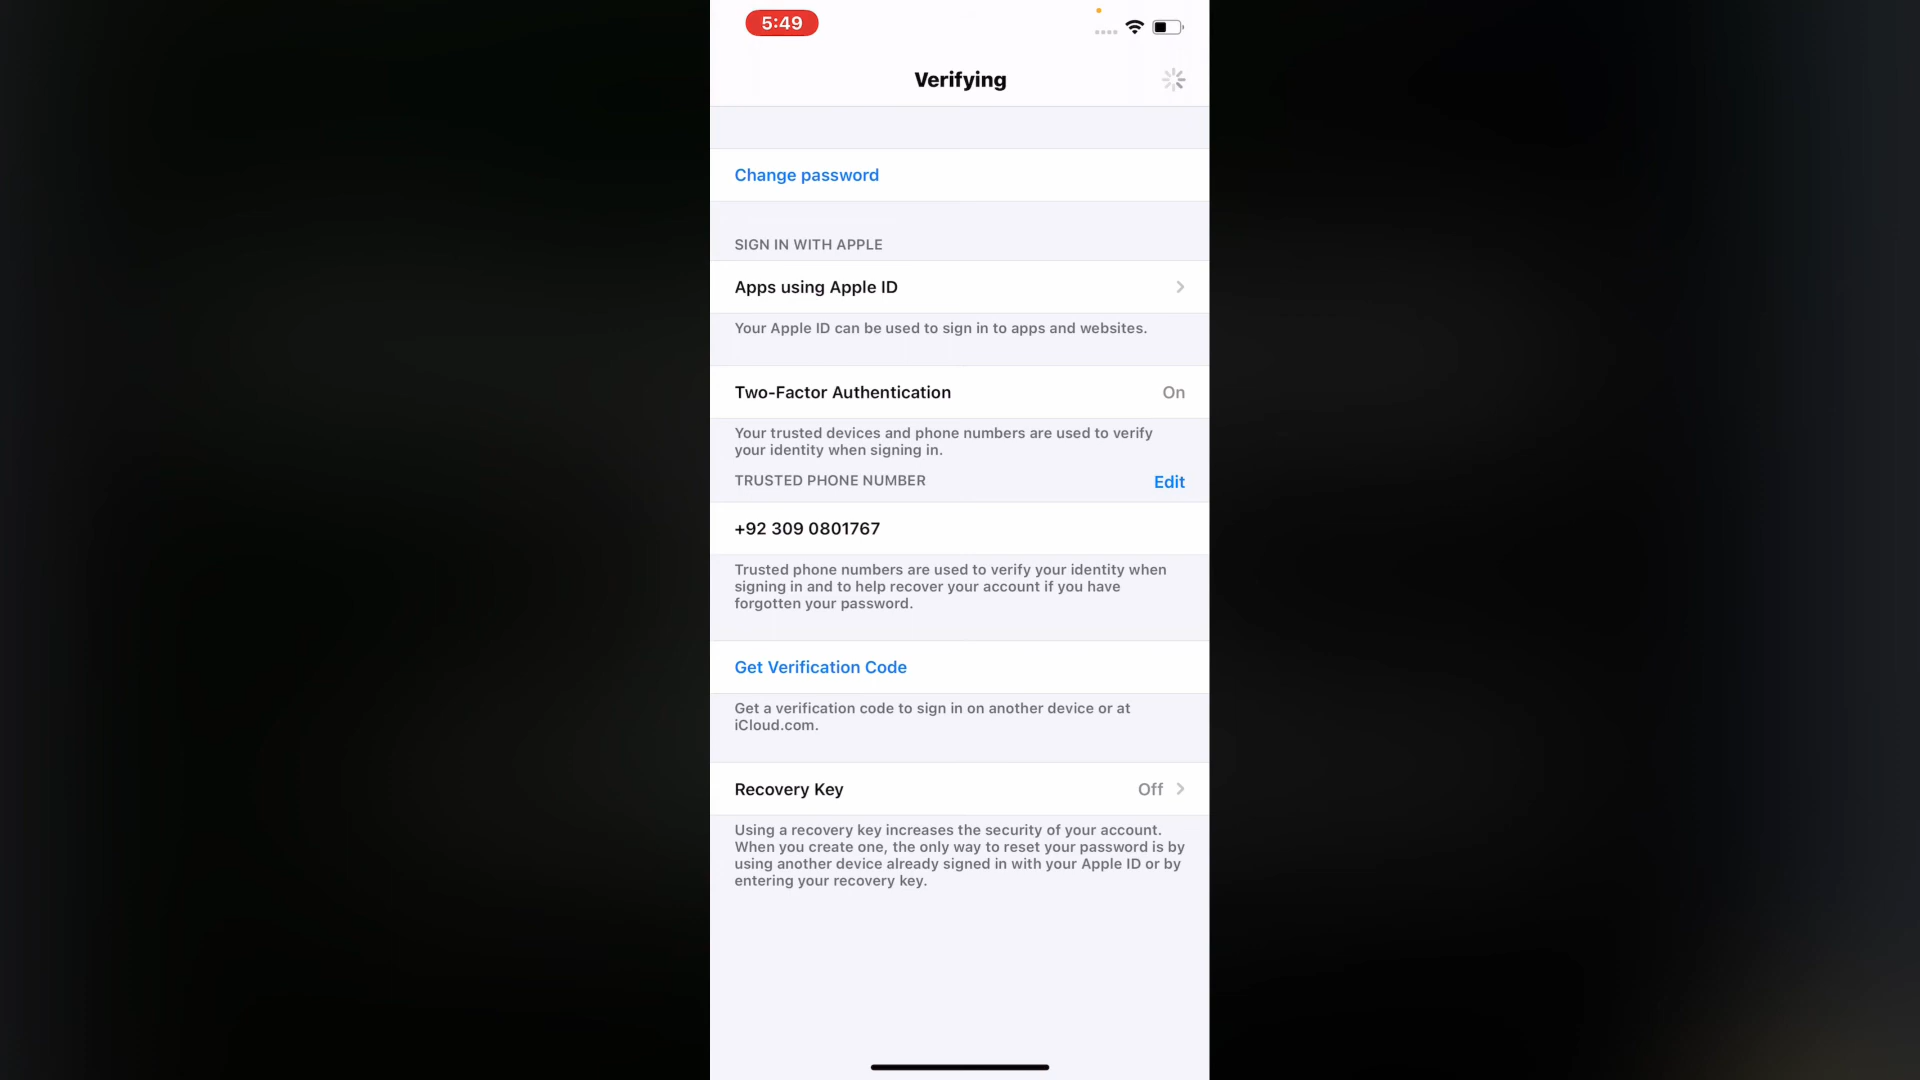 5:49
Verifying
Change password
SIGN IN WITH APPLE
Apps using Apple ID
Your Apple ID can be used to sign in to apps and websites.
Two-Factor Authentication On
Your trusted devices and phone numbers are used to verify
your identity when signing in.
TRUSTED PHONE NUMBER Edit
+92 309 0801767
Trusted phone numbers are used to verify your identity when
signing in and to help recover your account if you have
forgotten your password.
Get Verification Code
Get a verification code to sign in on another device or at
iCloud.com.
Recovery Key Off
Using a recovery key increases the security of your account.
When you create one, the only way to reset your password is by
using another device already signed in with your Apple ID or by
entering your recovery key.